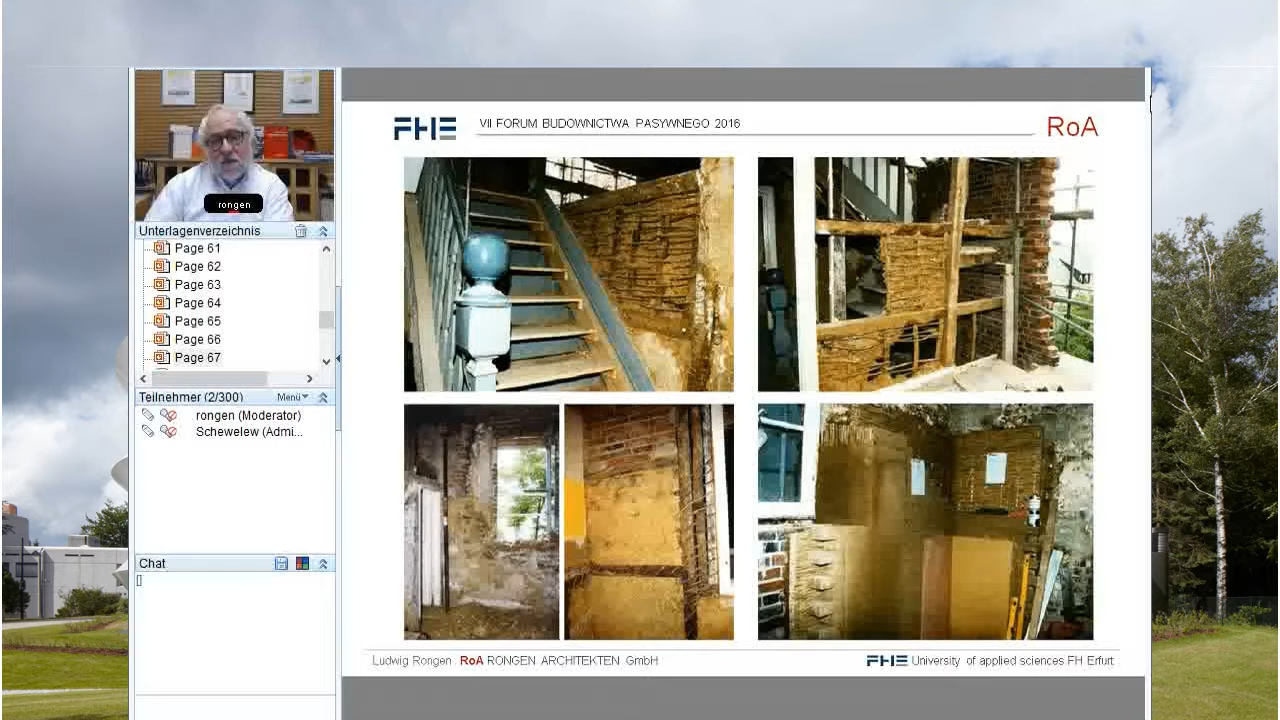 rongen
Unterlagenverzeichnis
Page 61
Page 62
Page 63
Page 64
Page 65
Page 66
Page 67
Teilnehmer (2/300)
Menü
rongen (Moderator)
Schewelew (Admi...
Chat
FHE
VII FORUM BUDOWNICTWA PASYWNEGO 2016
RoA
Ludwig Rongen RoA RONGEN ARCHITEKTEN GmbH
FHE University of applied sciences FH Erfurt